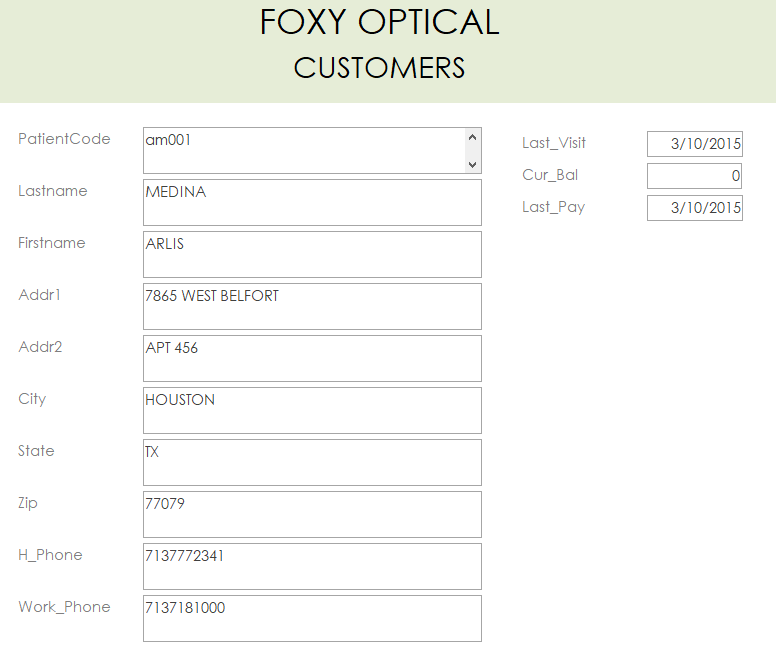 FOXY OPTICAL
CUSTOMERS
PatientCode am001
Lastname MEDINA
Firstname ARLIS
Addr1 7865 WEST BELFORT
Addr2 APT 456
City HOUSTON
State TX
Zip 77079
H_Phone 7137772341
Work_Phone 7137181000
Last_Visit 3/10/2015
Cur_Bal 0
Last_Pay 3/10/2015